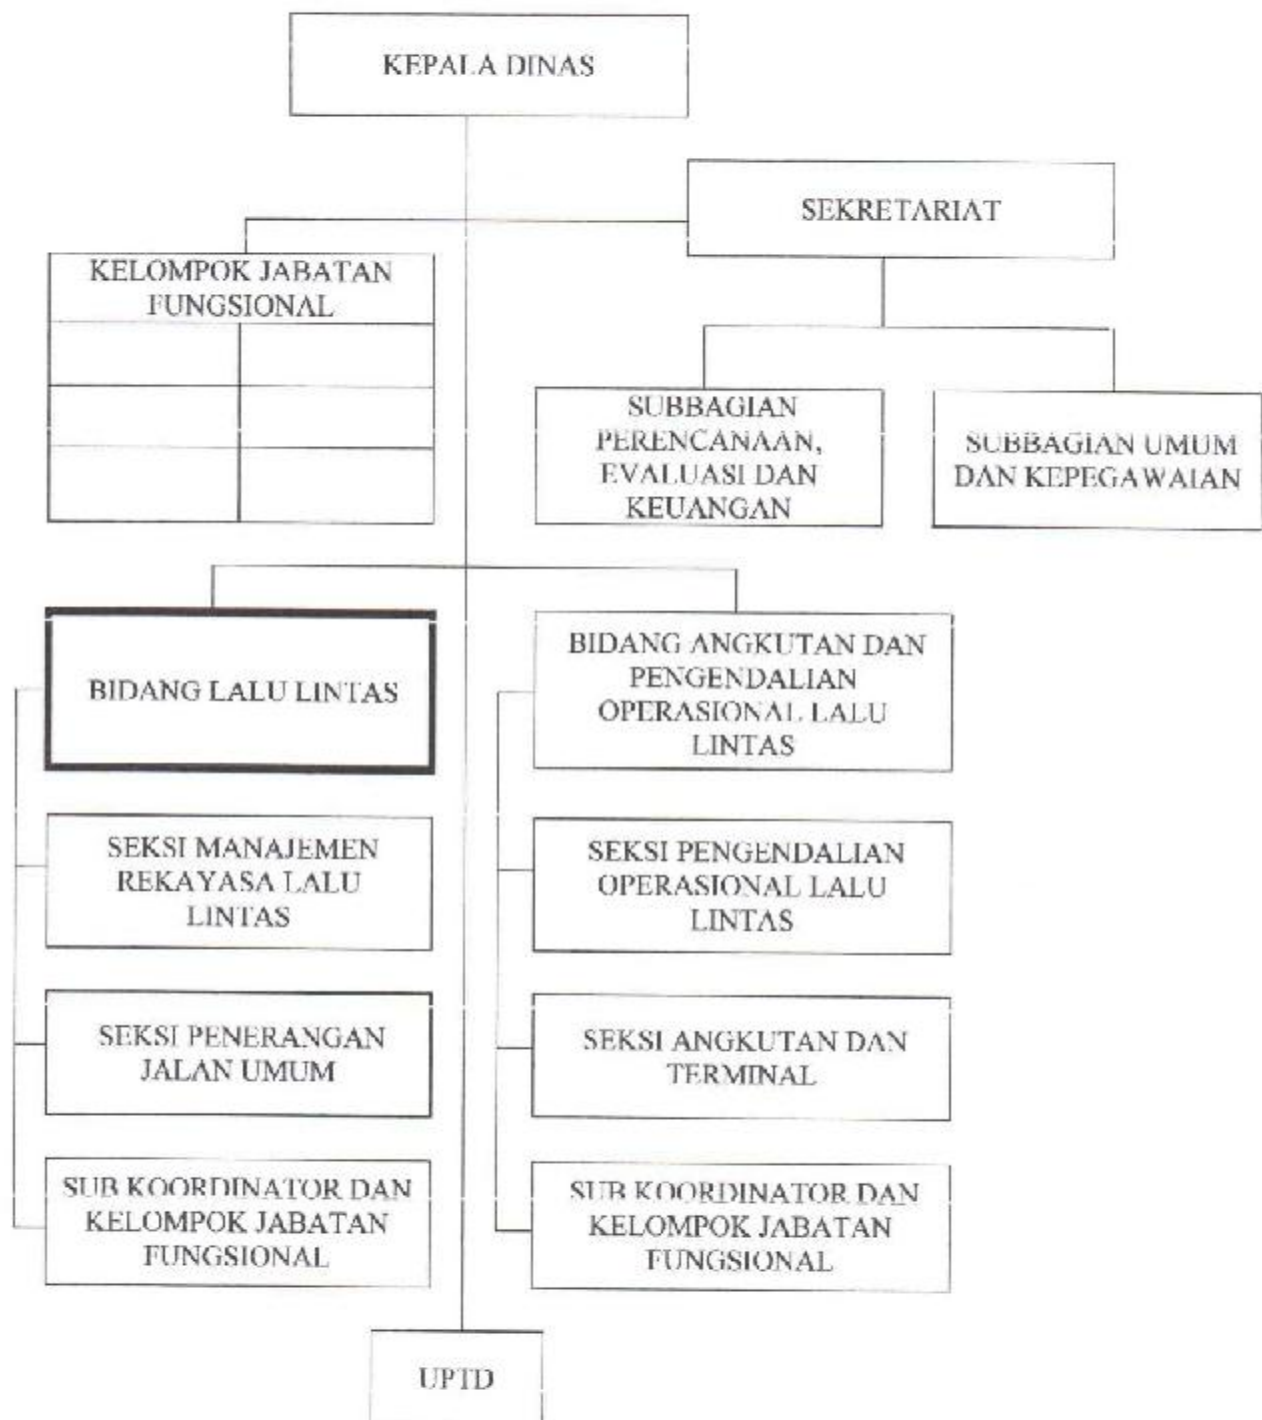 KEPALA DINAS
SEKRETARIAT
KELOMPOK JABATAN
FUNGSIONAL
SUBBAGIAN
PERENCANAAN,
EVALUASI DAN
KEUANGAN
SUBBAGIAN UMUM
DAN KEPEGAWAIAN
BIDANG LALU LINTAS
BIDANG ANGKUTAN DAN
PENGENDALIAN
OPERASIONAL LALU
LINTAS
SEKSI MANAJEMEN
REKAYASA LALU
LINTAS
SEKSI PENGENDALIAN
OPERASIONAL LALU
LINTAS
SEKSI PENERANGAN
JALAN UMUM
SEKSI ANGKUTAN DAN
TERMINAL
SUB KOORDINATOR DAN
KELOMPOK JABATAN
FUNGSIONAL
SUB KOORDINATOR DAN
KELOMPOK JABATAN
FUNGSIONAL
UPTD